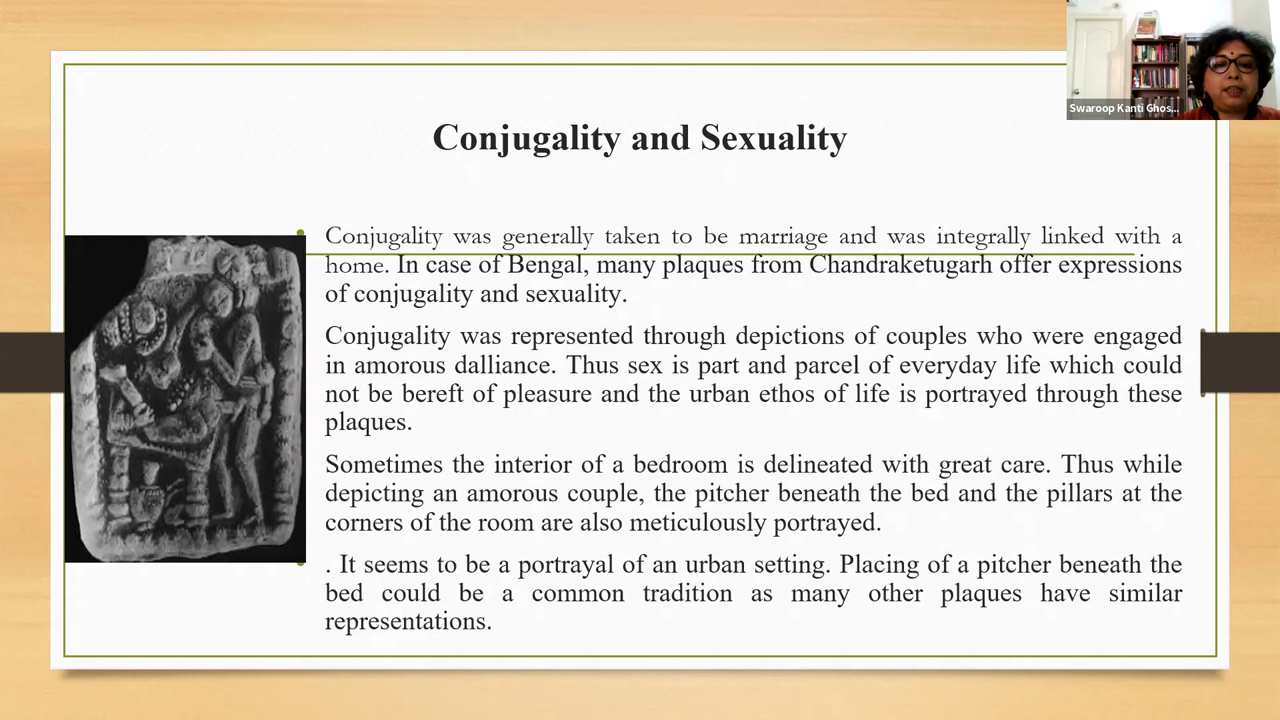 Swaroop Kanti Ghos...
Conjugality and Sexuality
Conjugality was generally taken to be marriage and was integrally linked with a
home. In case of Bengal, many plaques from Chandraketugarh offer expressions
of conjugality and sexuality.
Conjugality was represented through depictions of couples who were engaged
in amorous dalliance. Thus sex is part and parcel of everyday life which could
not be bereft of pleasure and the urban ethos of life is portrayed through these
plaques.
Sometimes the interior of a bedroom is delineated with great care. Thus while
depicting an amorous couple, the pitcher beneath the bed and the pillars at the
corners of the room are also meticulously portrayed.
. It seems to be a portrayal of an urban setting. Placing of a pitcher beneath the
bed could be a common tradition as many other plaques have similar
representations.